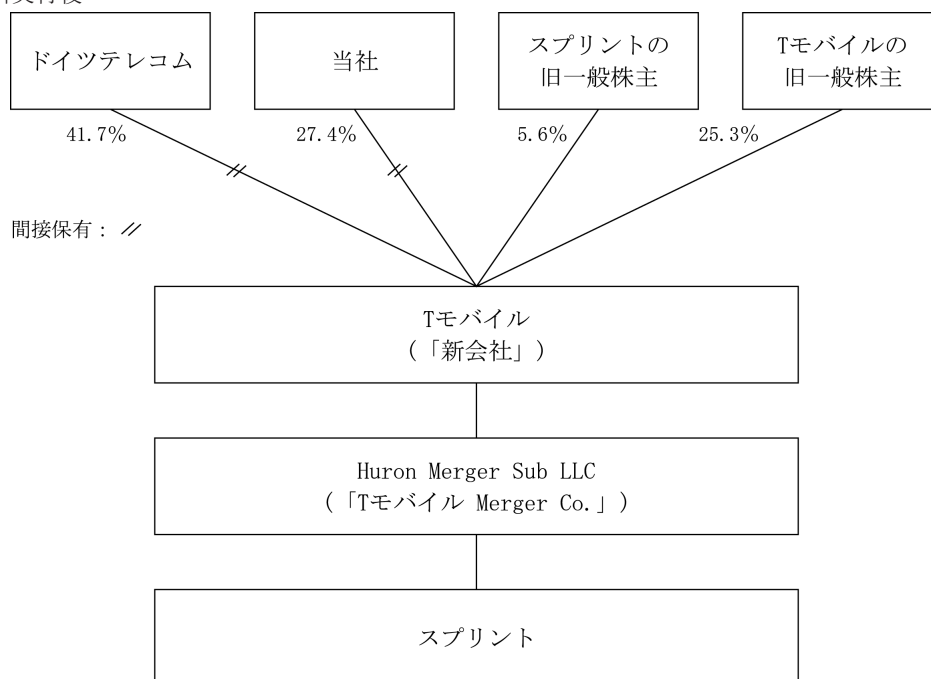 ドイツテレコム
当社
スプリントの
旧一般株主
Tモバイルの
旧一般株主
41.7%
27.4%
5.6%
25.3%
間接保有：
Tモバイル
（「新会社」）
Huron Merger Sub LLC
（「Tモバイル Merger Co.」）
スプリント